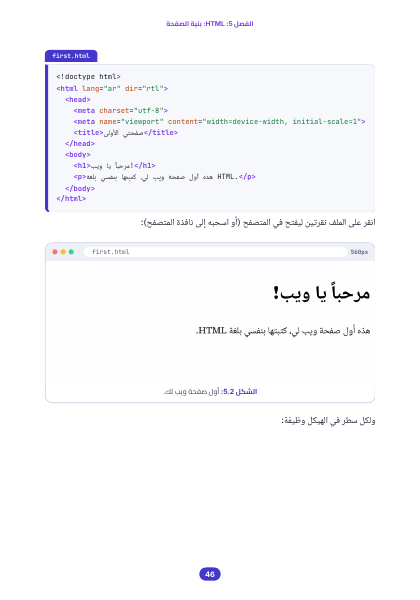 الفصل 5: HTML: بنية الصفحة
first.html
<!doctype html>
<html lang="ar" dir="rtl">
<head>
<meta charset="utf-8">
<meta name="viewport" content="width=device-width, initial-scale=1">
<title>صفحتي الأولى</title>
</head>
<body>
<h1>مرحباً يا ويب!</h1>
<p>هذه أول صفحة ويب لي، كتبتها بنفسي بلغة HTML.</p>
</body>
</html>
انقر على الملف نقرتين ليفتح في المتصفح (أو اسحبه إلى نافذة المتصفح):
first.html
560px
مرحباً يا ويب!
هذه أول صفحة ويب لي، كتبتها بنفسي بلغة HTML.
الشكل 5.2: أول صفحة ويب لك.
ولكل سطر في الهيكل وظيفة:
46